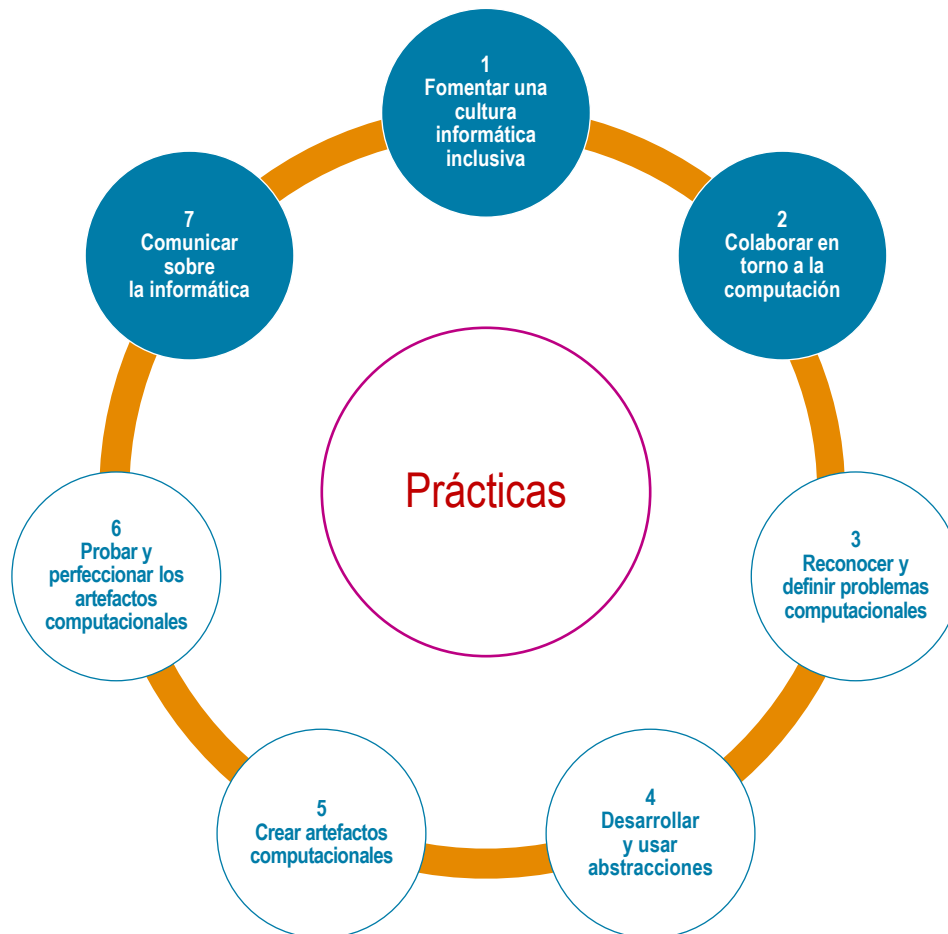 1
Fomentar una
cultura
informática
inclusiva
2
Colaborar en
torno a la
computación
3
Reconocer y
definir problemas
computacionales
4
Desarrollar
y usar
abstracciones
5
Crear artefactos
computacionales
6
Probar y
perfeccionar los
artefactos
computacionales
7
Comunicar
sobre
la informática
Prácticas